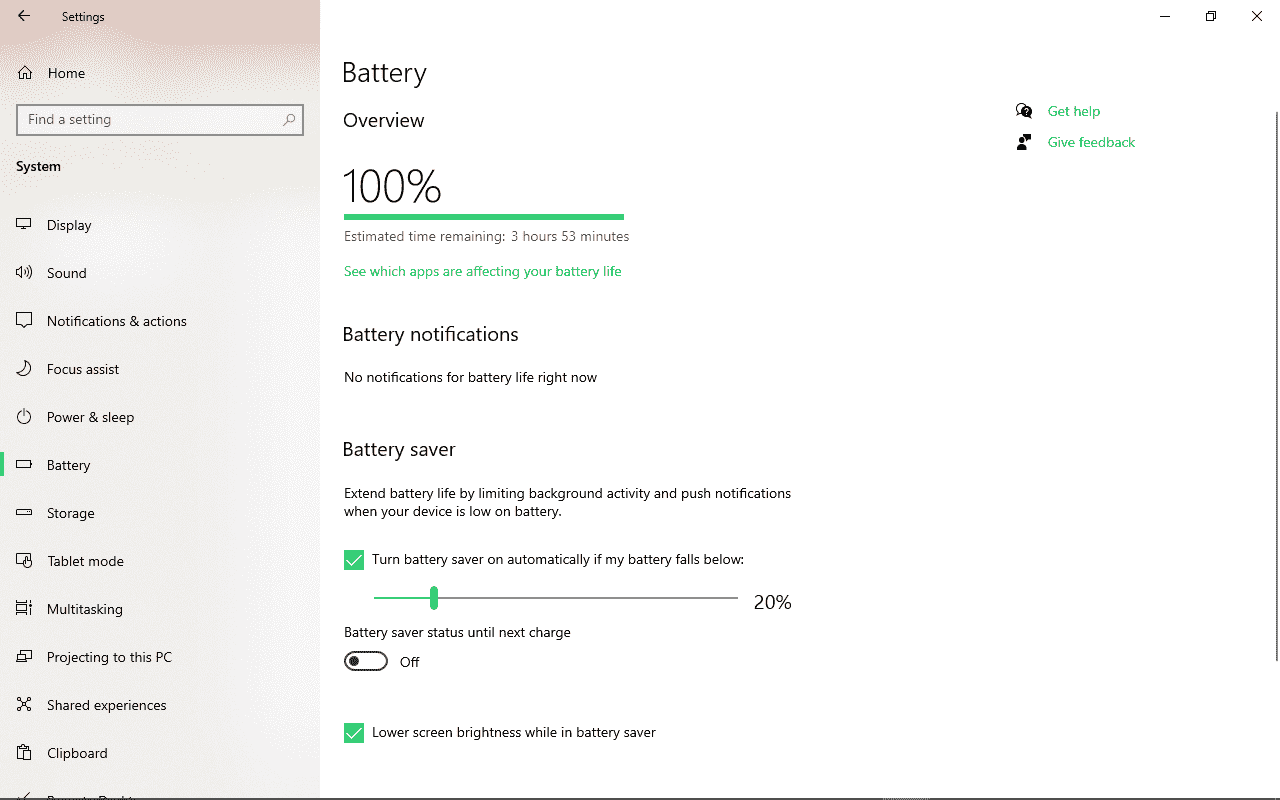 Settings
Home
Find a setting
System
Display
Sound
Notifications & actions
Focus assist
Power & sleep
Battery
Storage
Tablet mode
Multitasking
Projecting to this PC
Shared experiences
Clipboard
Battery
Overview
100%
Estimated time remaining: 3 hours 53 minutes
See which apps are affecting your battery life
Battery notifications
No notifications for battery life right now
Battery saver
Extend battery life by limiting background activity and push notifications
when your device is low on battery.
Turn battery saver on automatically if my battery falls below:
20%
Battery saver status until next charge
Off
Lower screen brightness while in battery saver
Get help
Give feedback